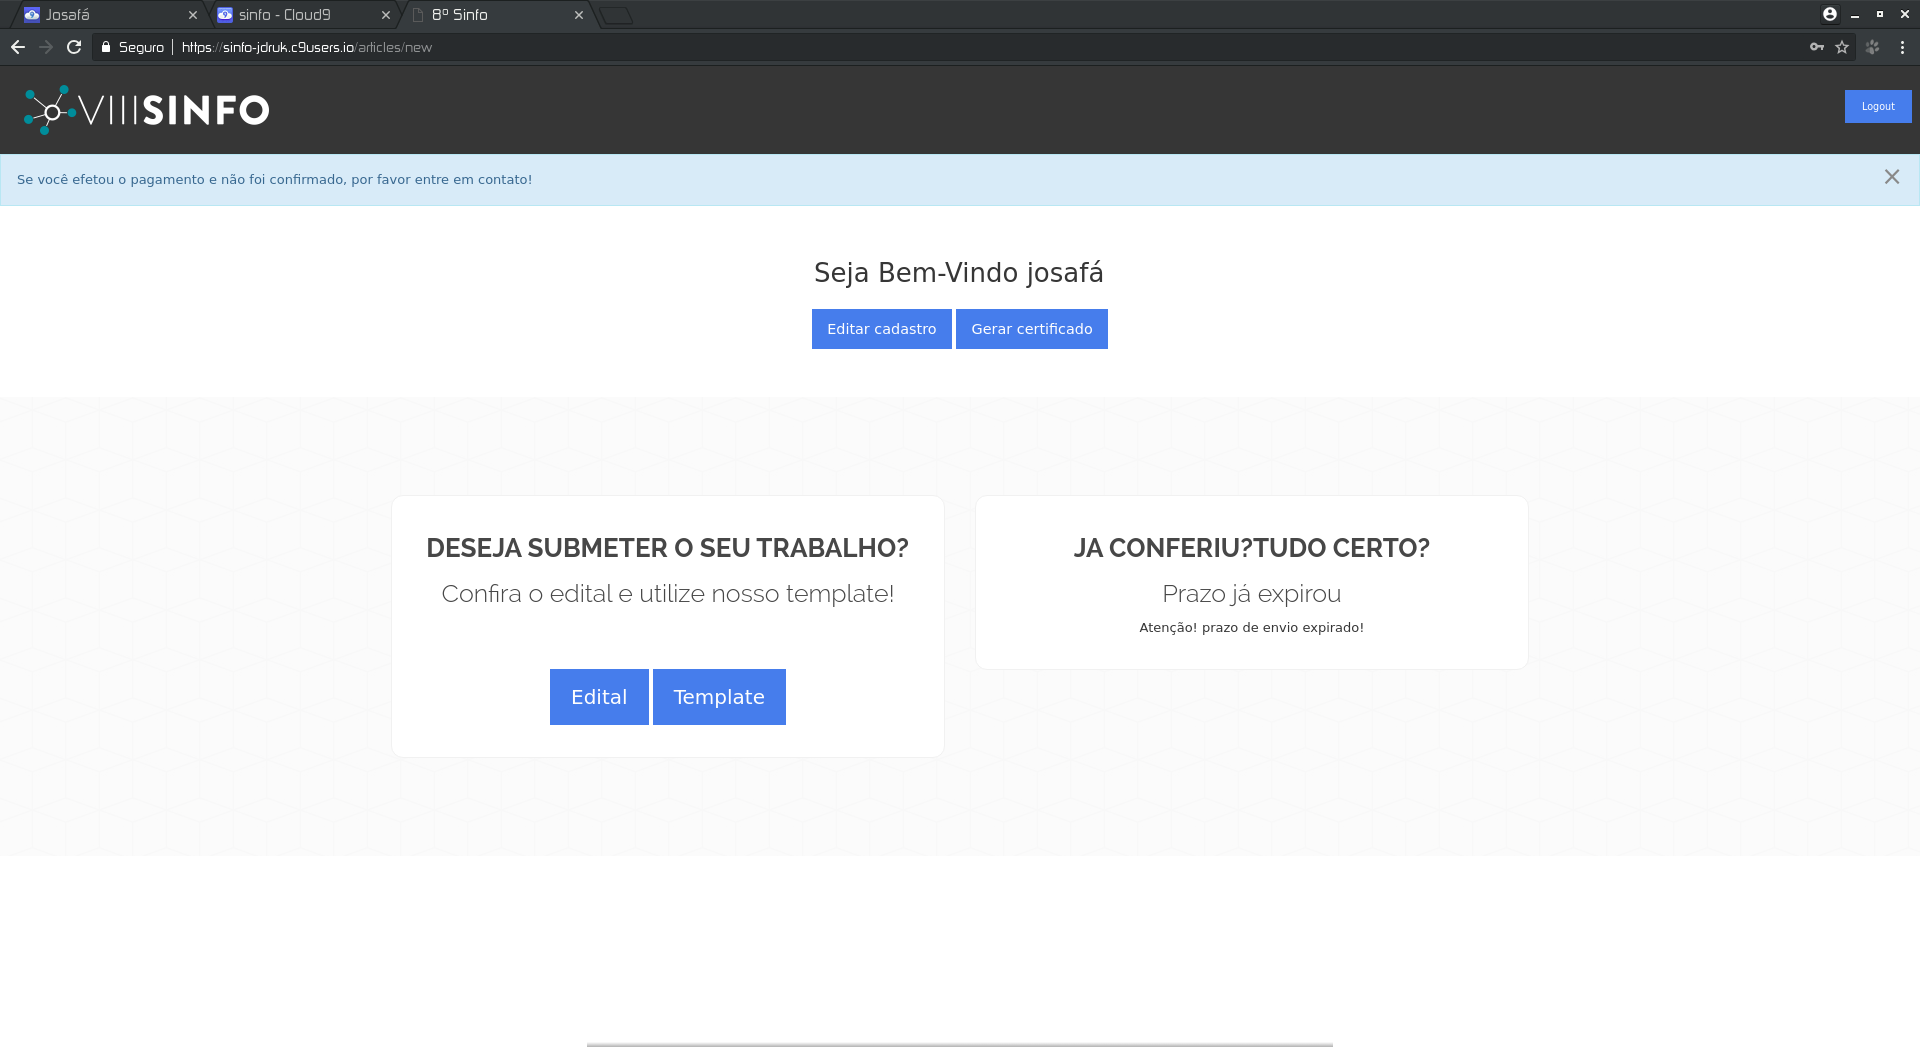 Josafá
sinfo - Cloud9
8º Sinfo
Seguro
https://sinfo-jdruk.c9users.io/articles/new
VIIISINFO
Logout
Se você efetou o pagamento e não foi confirmado, por favor entre em contato!
Seja Bem-Vindo josafá
Editar cadastro
Gerar certificado
DESEJA SUBMETER O SEU TRABALHO?
Confira o edital e utilize nosso template!
Edital
Template
JA CONFERIU?TUDO CERTO?
Prazo já expirou
Atenção! prazo de envio expirado!